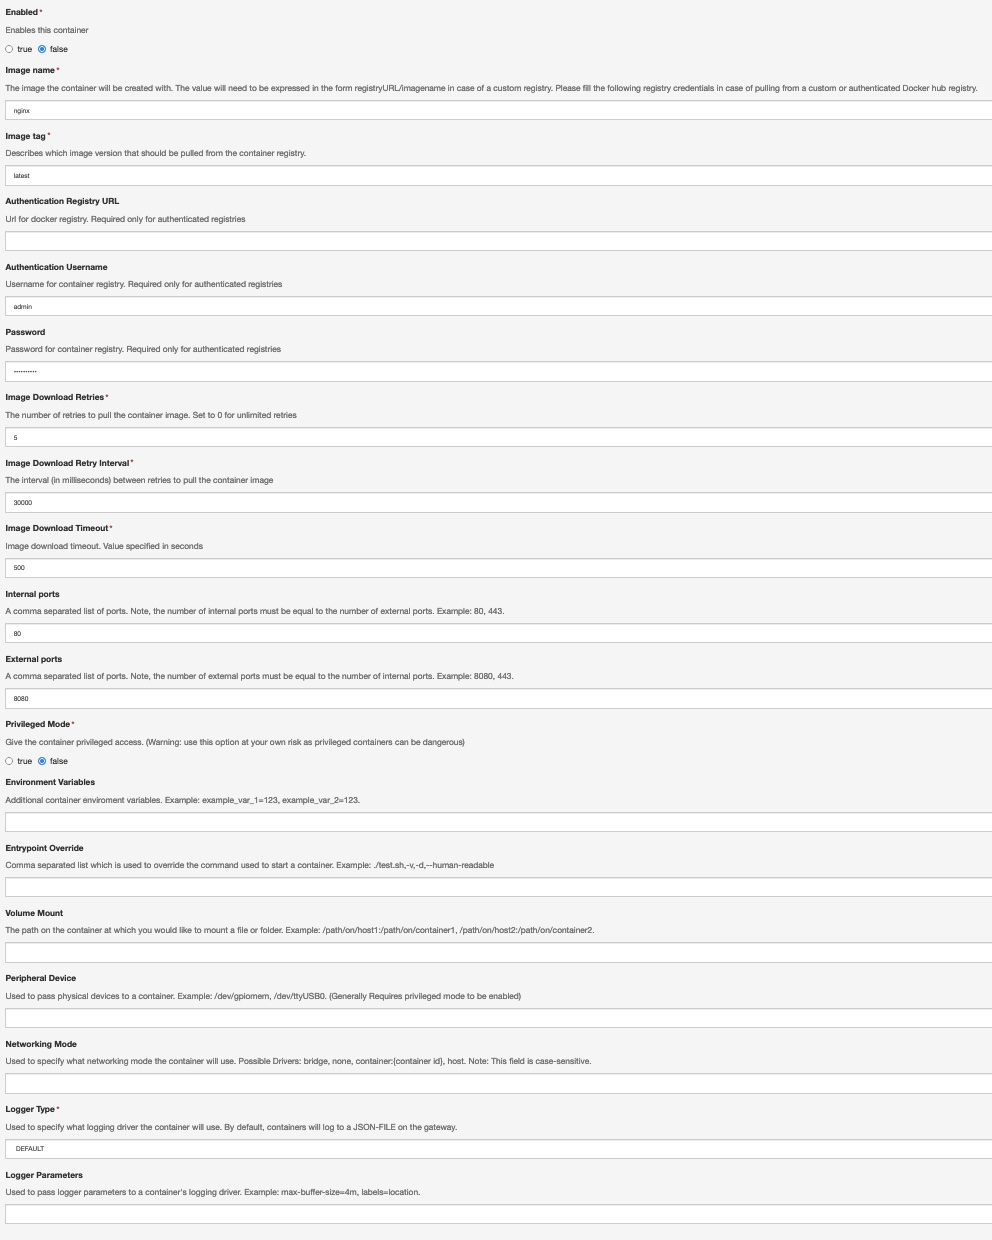 Enabled*
Enables this container
true false
Image name*
The image the container will be created with. The value will need to be expressed in the form registryURL/imagename in case of a custom registry. Please fill the following registry credentials in case of pulling from a custom or authenticated Docker hub registry.
nginx
Image tag*
Describes which image version that should be pulled from the container registry.
latest
Authentication Registry URL
Url for docker registry. Required only for authenticated registries
Authentication Username
Username for container registry. Required only for authenticated registries
admin
Password
Password for container registry. Required only for authenticated registries
••••••••••
Image Download Retries*
The number of retries to pull the container image. Set to 0 for unlimited retries
5
Image Download Retry Interval*
The interval (in milliseconds) between retries to pull the container image
30000
Image Download Timeout*
Image download timeout. Value specified in seconds
500
Internal ports
A comma separated list of ports. Note, the number of internal ports must be equal to the number of external ports. Example: 80, 443.
80
External ports
A comma separated list of ports. Note, the number of external ports must be equal to the number of internal ports. Example: 8080, 443.
8080
Privileged Mode*
Give the container privileged access. (Warning: use this option at your own risk as privileged containers can be dangerous)
true false
Environment Variables
Additional container enviroment variables. Example: example_var_1=123, example_var_2=123.
Entrypoint Override
Comma separated list which is used to override the command used to start a container. Example: ./test.sh,-v,-d,--human-readable
Volume Mount
The path on the container at which you would like to mount a file or folder. Example: /path/on/host1:/path/on/container1, /path/on/host2:/path/on/container2.
Peripheral Device
Used to pass physical devices to a container. Example: /dev/gpiomem, /dev/ttyUSB0. (Generally Requires privileged mode to be enabled)
Networking Mode
Used to specify what networking mode the container will use. Possible Drivers: bridge, none, container:{container id}, host. Note: This field is case-sensitive.
Logger Type*
Used to specify what logging driver the container will use. By default, containers will log to a JSON-FILE on the gateway.
DEFAULT
Logger Parameters
Used to pass logger parameters to a container's logging driver. Example: max-buffer-size=4m, labels=location.